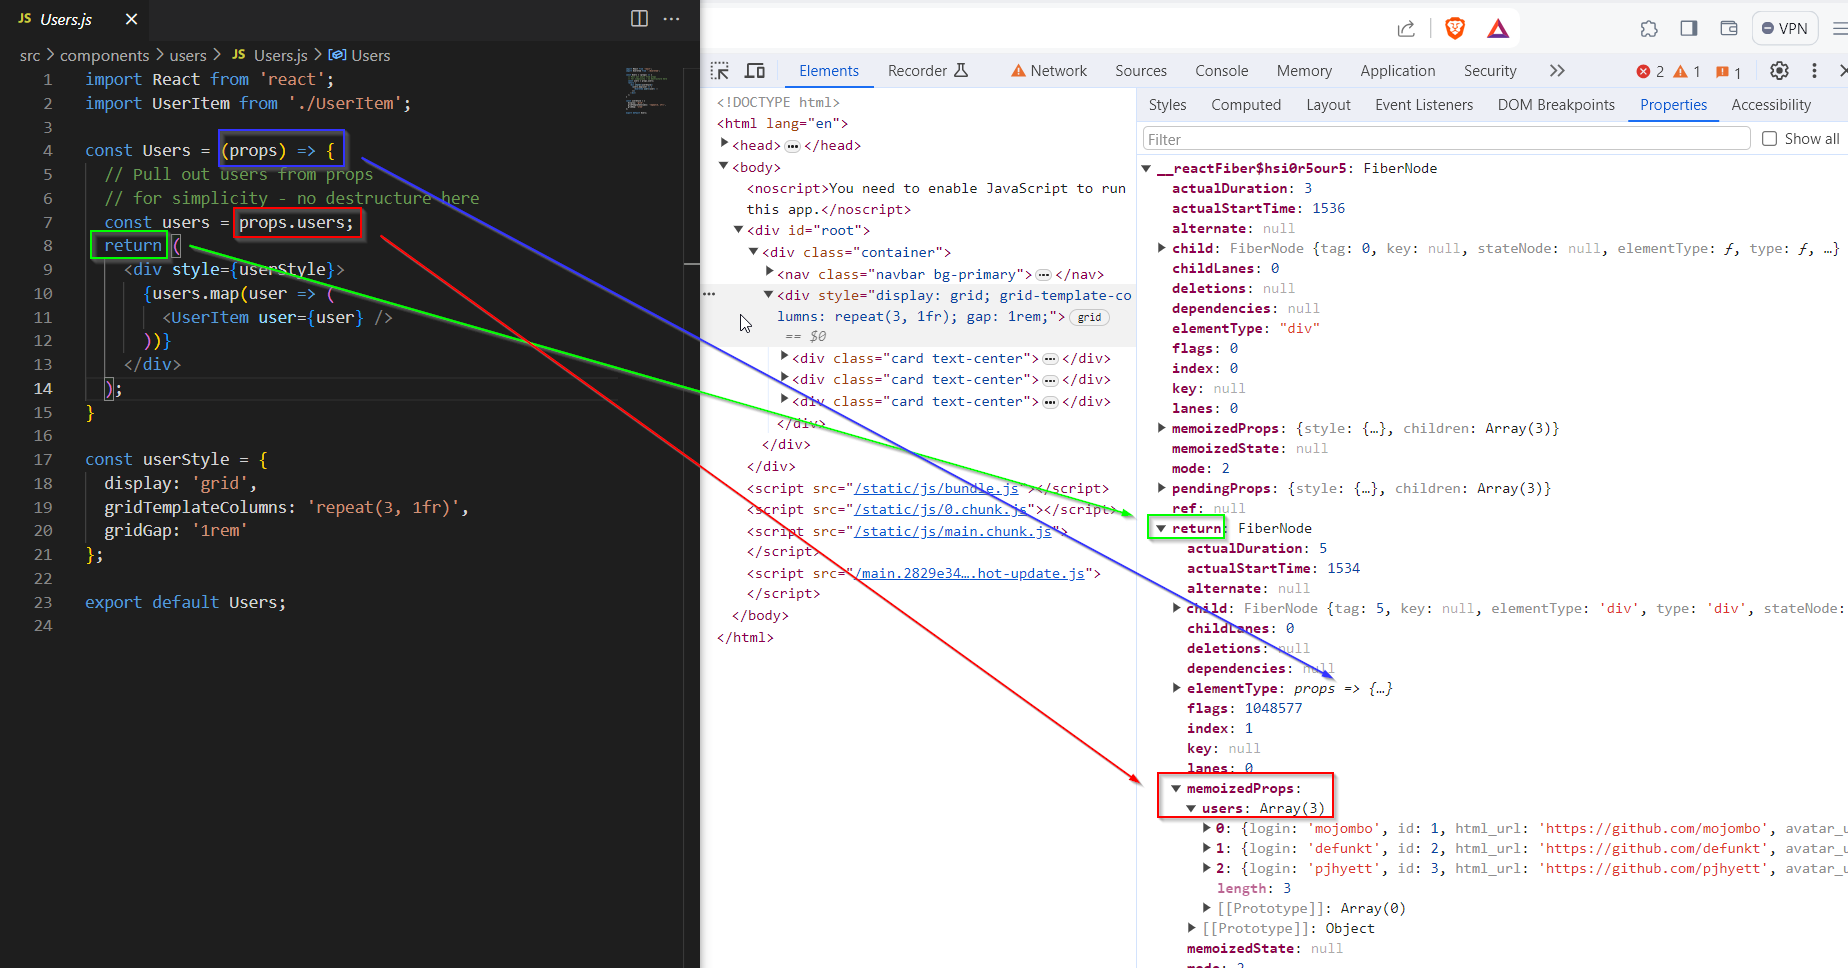 JS Users.js ×
src > components > users > JS Users.js > Users
1 import React from 'react';
2 import UserItem from './UserItem';
3
4 const Users = (props) => {
5 // Pull out users from props
6 // for simplicity - no destructure here
7 const users = props.users;
8 return (
9 <div style={userStyle}>
10 {users.map(user => (
11 <UserItem user={user} />
12 ))}
13 </div>
14 );
15 }
16
17 const userStyle = {
18 display: 'grid',
19 gridTemplateColumns: 'repeat(3, 1fr)',
20 gridGap: '1rem'
21 };
22
23 export default Users;
24
VPN
Elements Recorder Network Sources Console Memory Application Security >> 2 1 1
<!DOCTYPE html>
<html lang="en">
<head> ••• </head>
<body>
<noscript>You need to enable JavaScript to run
this app.</noscript>
<div id="root">
<div class="container">
<nav class="navbar bg-primary"> ••• </nav>
••• <div style="display: grid; grid-template-co
lumns: repeat(3, 1fr); gap: 1rem;"> grid
== $0
<div class="card text-center"> ••• </div>
<div class="card text-center"> ••• </div>
<div class="card text-center"> ••• </div>
</div>
</div>
</div>
<script src="/static/js/bundle.js"></script>
<script src="/static/js/0.chunk.js"></script>
<script src="/static/js/main.chunk.js">
</script>
<script src="/main.2829e34….hot-update.js">
</script>
</body>
</html>
Styles Computed Layout Event Listeners DOM Breakpoints Properties Accessibility
Filter Show all
__reactFiber$hsi0r5our5: FiberNode
actualDuration: 3
actualStartTime: 1536
alternate: null
child: FiberNode {tag: 0, key: null, stateNode: null, elementType: ƒ, type: ƒ, …}
childLanes: 0
deletions: null
dependencies: null
elementType: "div"
flags: 0
index: 0
key: null
lanes: 0
memoizedProps: {style: {…}, children: Array(3)}
memoizedState: null
mode: 2
pendingProps: {style: {…}, children: Array(3)}
ref: null
return: FiberNode
actualDuration: 5
actualStartTime: 1534
alternate: null
child: FiberNode {tag: 5, key: null, elementType: 'div', type: 'div', stateNode:
childLanes: 0
deletions: null
dependencies: null
elementType: props => {…}
flags: 1048577
index: 1
key: null
lanes: 0
memoizedProps:
users: Array(3)
0: {login: 'mojombo', id: 1, html_url: 'https://github.com/mojombo', avatar_u
1: {login: 'defunkt', id: 2, html_url: 'https://github.com/defunkt', avatar_u
2: {login: 'pjhyett', id: 3, html_url: 'https://github.com/pjhyett', avatar_u
length: 3
[[Prototype]]: Array(0)
[[Prototype]]: Object
memoizedState: null
mode: 2